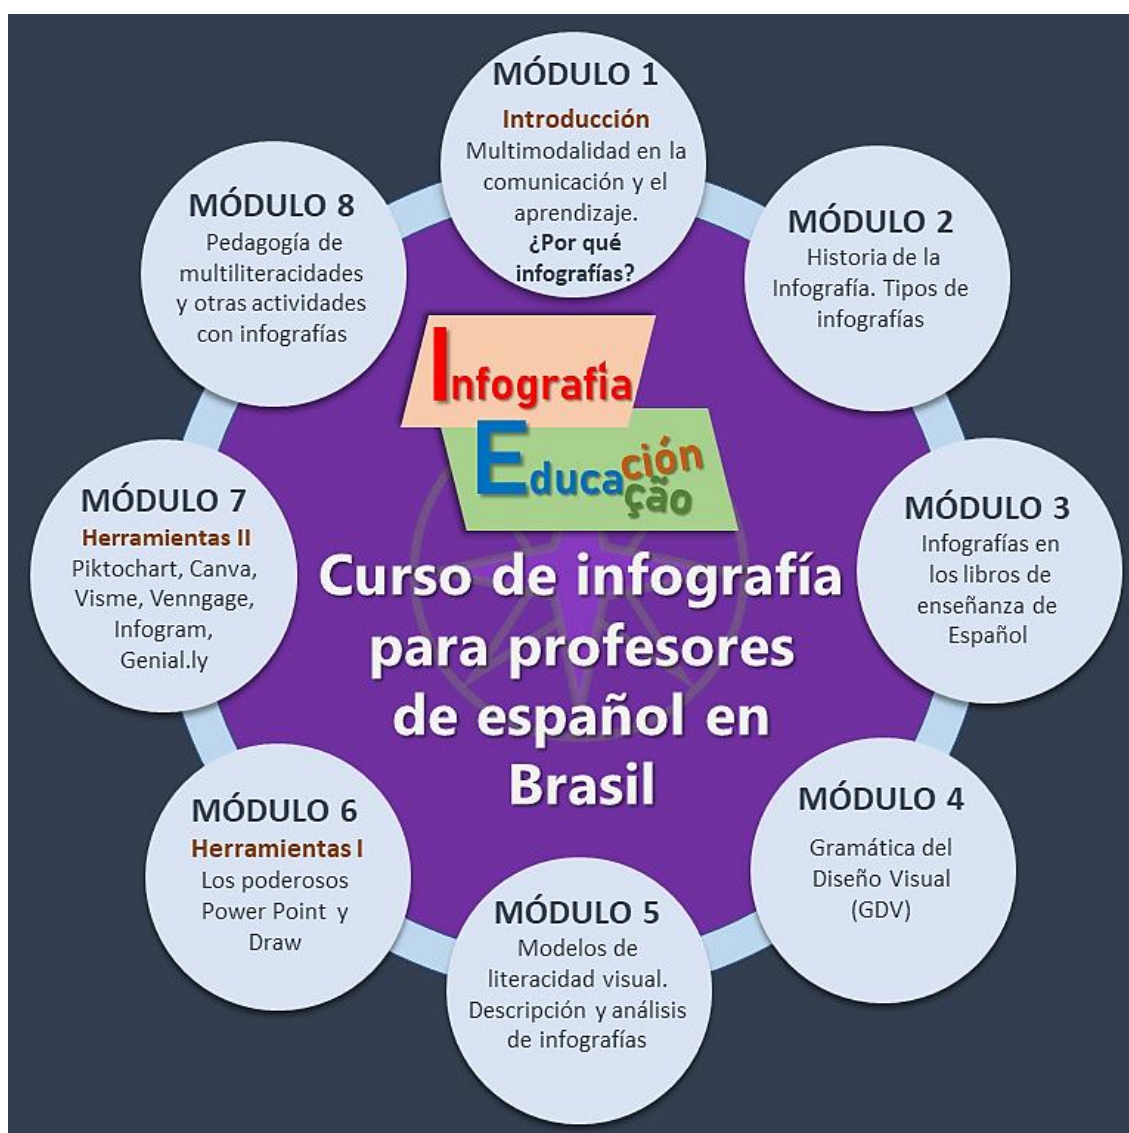 MÓDULO 1
Introducción
Multimodalidad en la
comunicación y el
aprendizaje.
¿Por qué
infografías?
MÓDULO 2
Historia de la
Infografía. Tipos de
infografías
MÓDULO 3
Infografías en
los libros de
enseñanza de
Español
MÓDULO 4
Gramática del
Diseño Visual
(GDV)
MÓDULO 5
Modelos de
literacidad visual.
Descripción y análisis
de infografías
MÓDULO 6
Herramientas I
Los poderosos
Power Point y
Draw
MÓDULO 7
Herramientas II
Piktochart, Canva,
Visme, Venngage,
Infogram,
Genial.ly
MÓDULO 8
Pedagogía de
multiliteracidades
y otras actividades
con infografías
Infografía
Educación
ção
Curso de infografía
para profesores
de español en
Brasil